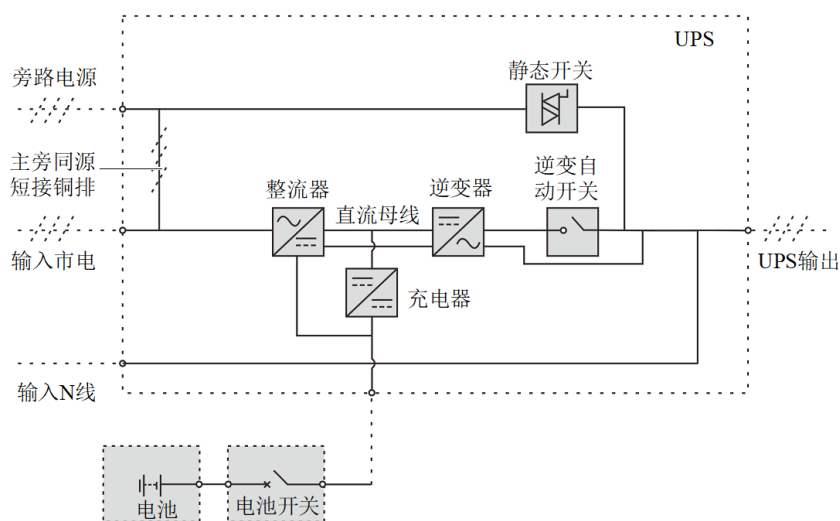 UPS
旁路电源
静态开关
主旁同源
短接铜排
逆变自
动开关
整流器
直流母线
逆变器
输入市电
UPS输出
充电器
输入N线
电池
电池开关